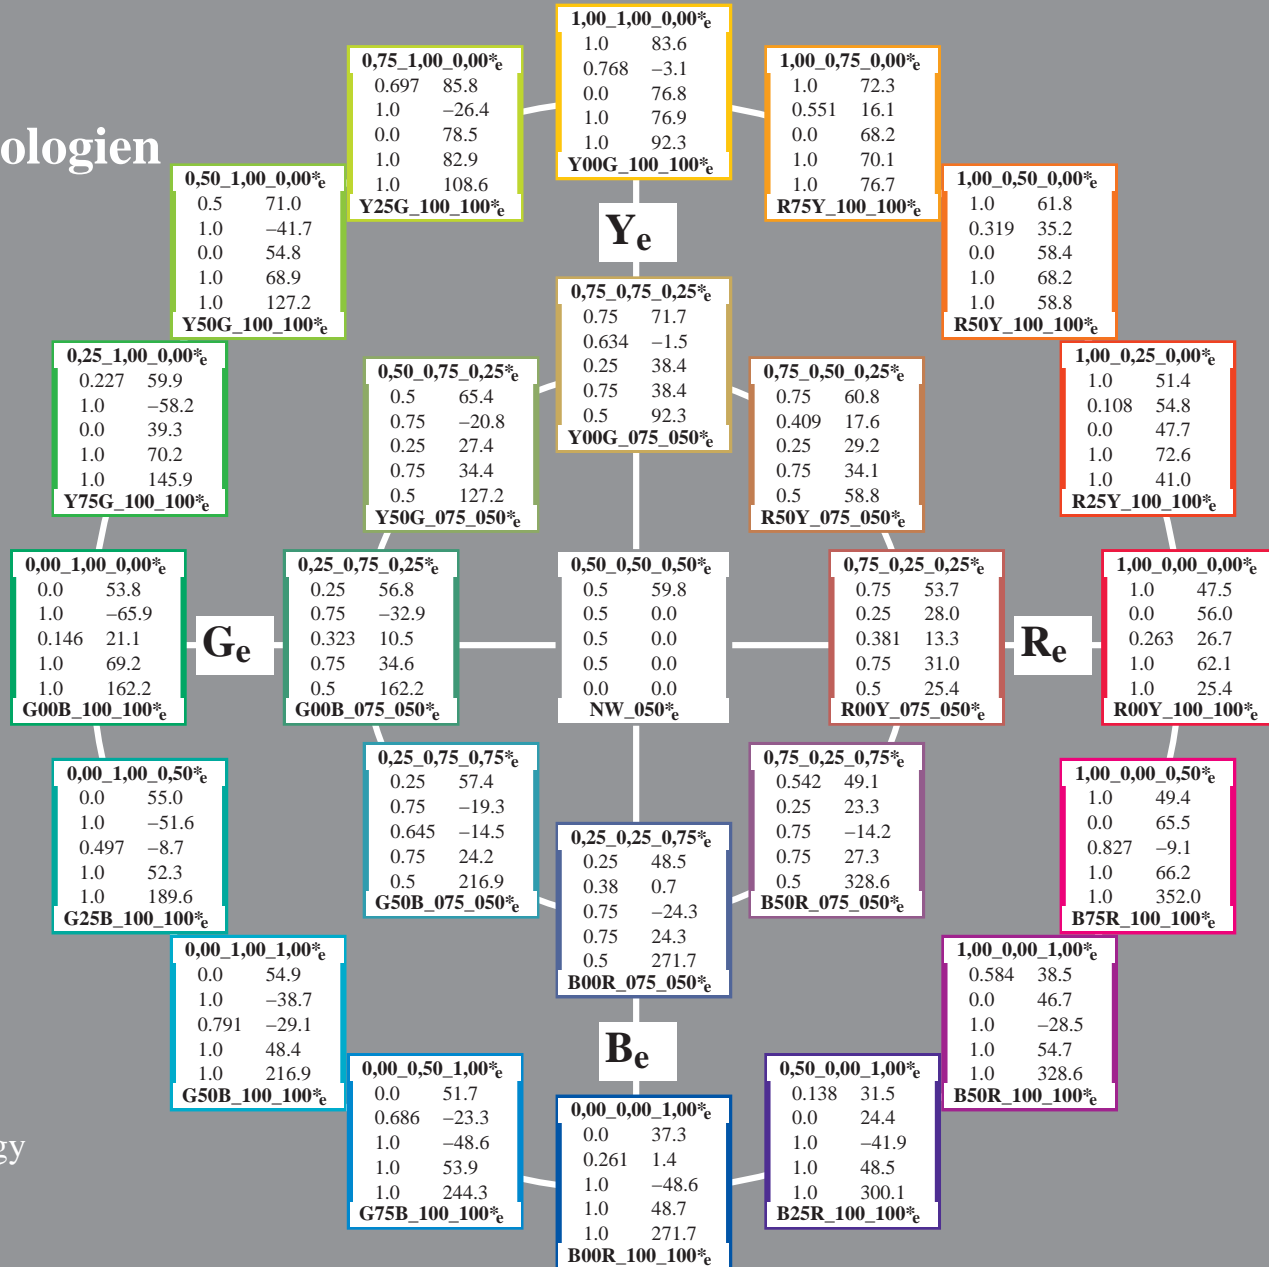 1,00_1,00_0,00*e
1.0 83.6
0.768 −3.1
0.0 76.8
1.0 76.9
1.0 92.3
Y00G_100_100*e
0,75_1,00_0,00*e
0.697 85.8
1.0 −26.4
0.0 78.5
1.0 82.9
1.0 108.6
Y25G_100_100*e
1,00_0,75_0,00*e
1.0 72.3
0.551 16.1
0.0 68.2
1.0 70.1
1.0 76.7
R75Y_100_100*e
ologien
0,50_1,00_0,00*e
0.5 71.0
1.0 −41.7
0.0 54.8
1.0 68.9
1.0 127.2
Y50G_100_100*e
1,00_0,50_0,00*e
1.0 61.8
0.319 35.2
0.0 58.4
1.0 68.2
1.0 58.8
R50Y_100_100*e
Ye
0,75_0,75_0,25*e
0.75 71.7
0.634 −1.5
0.25 38.4
0.75 38.4
0.5 92.3
Y00G_075_050*e
0,25_1,00_0,00*e
0.227 59.9
1.0 −58.2
0.0 39.3
1.0 70.2
1.0 145.9
Y75G_100_100*e
0,50_0,75_0,25*e
0.5 65.4
0.75 −20.8
0.25 27.4
0.75 34.4
0.5 127.2
Y50G_075_050*e
0,75_0,50_0,25*e
0.75 60.8
0.409 17.6
0.25 29.2
0.75 34.1
0.5 58.8
R50Y_075_050*e
1,00_0,25_0,00*e
1.0 51.4
0.108 54.8
0.0 47.7
1.0 72.6
1.0 41.0
R25Y_100_100*e
0,00_1,00_0,00*e
0.0 53.8
1.0 −65.9
0.146 21.1
1.0 69.2
1.0 162.2
G00B_100_100*e
Ge
0,25_0,75_0,25*e
0.25 56.8
0.75 −32.9
0.323 10.5
0.75 34.6
0.5 162.2
G00B_075_050*e
0,50_0,50_0,50*e
0.5 59.8
0.5 0.0
0.5 0.0
0.5 0.0
0.0 0.0
NW_050*e
0,75_0,25_0,25*e
0.75 53.7
0.25 28.0
0.381 13.3
0.75 31.0
0.5 25.4
R00Y_075_050*e
Re
1,00_0,00_0,00*e
1.0 47.5
0.0 56.0
0.263 26.7
1.0 62.1
1.0 25.4
R00Y_100_100*e
0,00_1,00_0,50*e
0.0 55.0
1.0 −51.6
0.497 −8.7
1.0 52.3
1.0 189.6
G25B_100_100*e
0,25_0,75_0,75*e
0.25 57.4
0.75 −19.3
0.645 −14.5
0.75 24.2
0.5 216.9
G50B_075_050*e
0,75_0,25_0,75*e
0.542 49.1
0.25 23.3
0.75 −14.2
0.75 27.3
0.5 328.6
B50R_075_050*e
1,00_0,00_0,50*e
1.0 49.4
0.0 65.5
0.827 −9.1
1.0 66.2
1.0 352.0
B75R_100_100*e
0,25_0,25_0,75*e
0.25 48.5
0.38 0.7
0.75 −24.3
0.75 24.3
0.5 271.7
B00R_075_050*e
0,00_1,00_1,00*e
0.0 54.9
1.0 −38.7
0.791 −29.1
1.0 48.4
1.0 216.9
G50B_100_100*e
1,00_0,00_1,00*e
0.584 38.5
0.0 46.7
1.0 −28.5
1.0 54.7
1.0 328.6
B50R_100_100*e
Be
0,00_0,50_1,00*e
0.0 51.7
0.686 −23.3
1.0 −48.6
1.0 53.9
1.0 244.3
G75B_100_100*e
0,50_0,00_1,00*e
0.138 31.5
0.0 24.4
1.0 −41.9
1.0 48.5
1.0 300.1
B25R_100_100*e
0,00_0,00_1,00*e
0.0 37.3
0.261 1.4
1.0 −48.6
1.0 48.7
1.0 271.7
B00R_100_100*e
gy